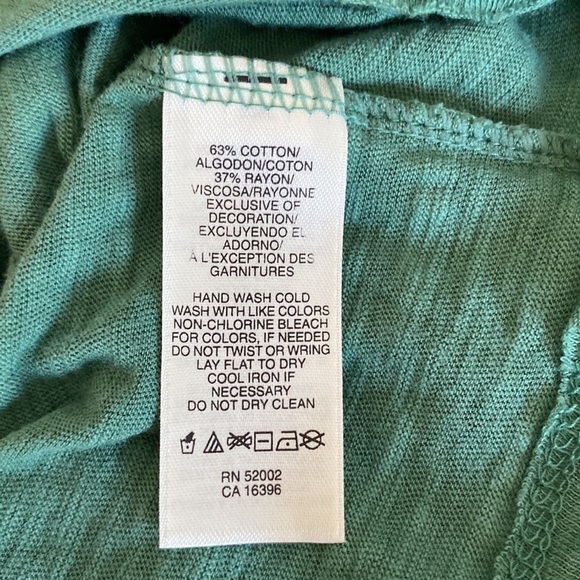 63% COTTON/
ALGODON/COTON
37% RAYON/
VISCOSA/RAYONNE
EXCLUSIVE OF
DECORATION/
EXCLUYENDO EL
ADORNO/
À L'EXCEPTION DES
GARNITURES
HAND WASH COLD
WASH WITH LIKE COLORS
NON-CHLORINE BLEACH
FOR COLORS, IF NEEDED
DO NOT TWIST OR WRING
LAY FLAT TO DRY
COOL IRON IF
NECESSARY
DO NOT DRY CLEAN
RN 52002
CA 16396